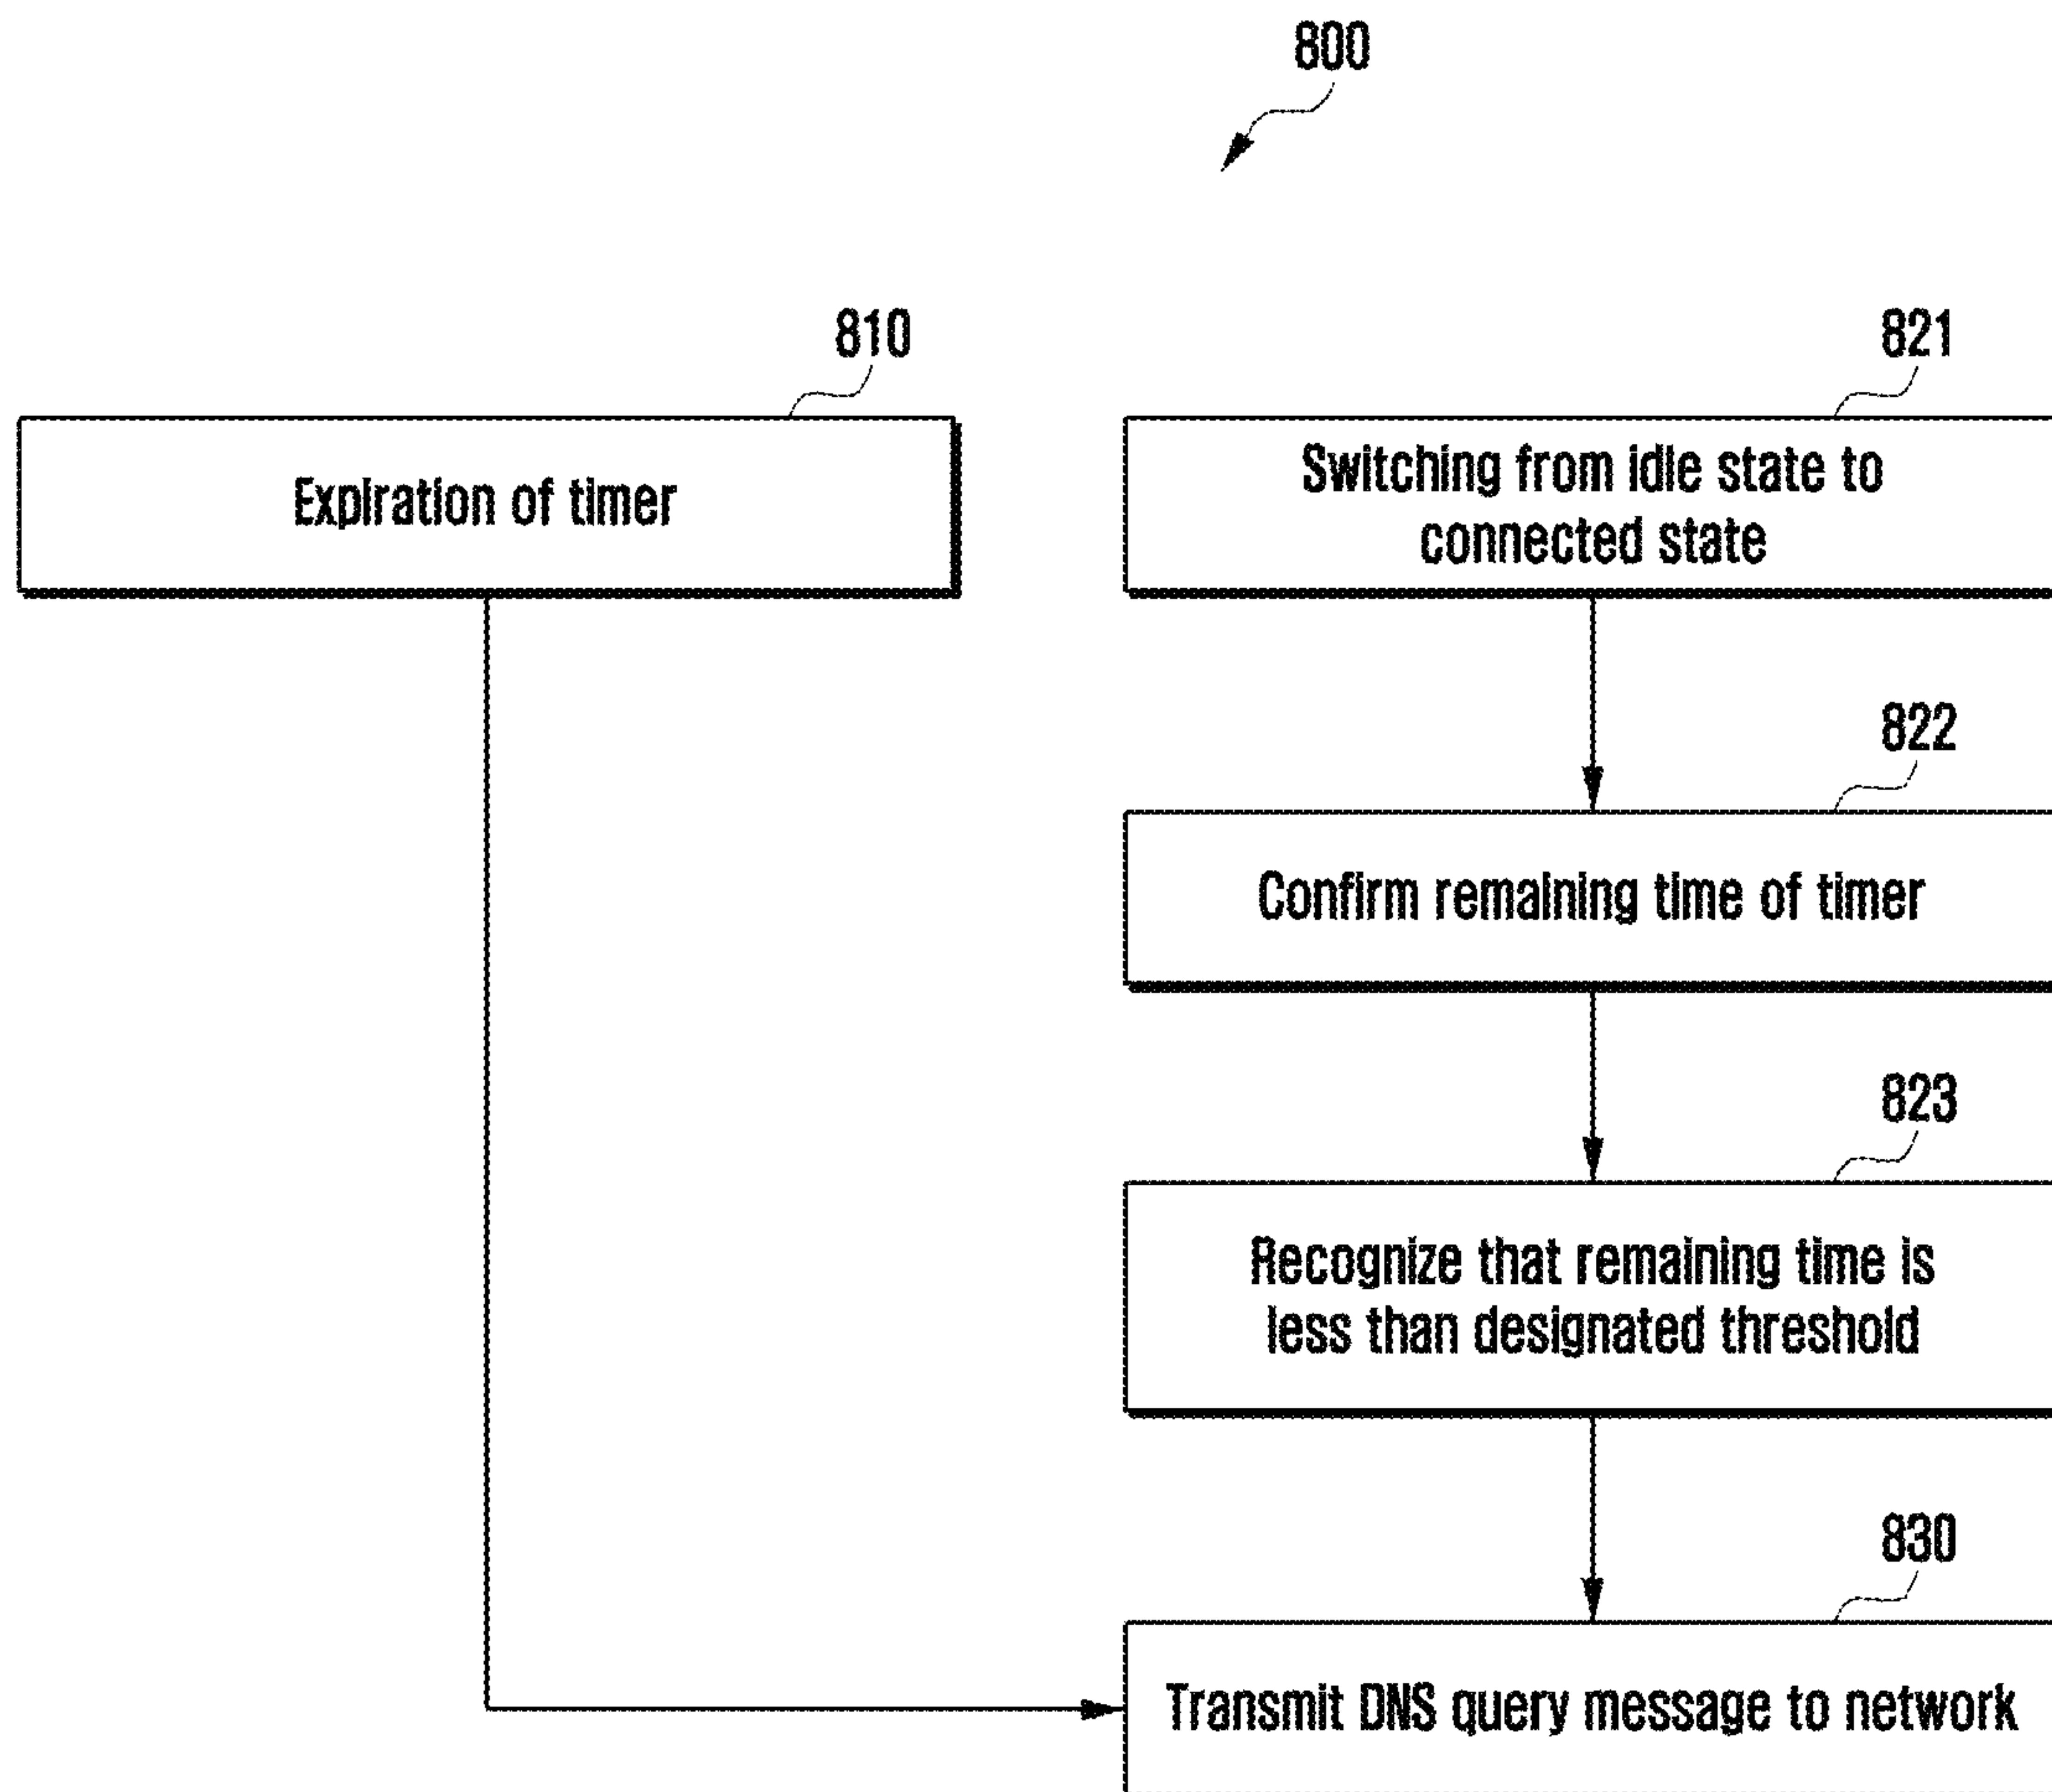 800
810
Expiration of timer
821
Switching from idle state to
connected state
822
Confirm remaining time of timer
823
Recognize that remaining time is
less than designated threshold
830
Transmit DNS query message to network